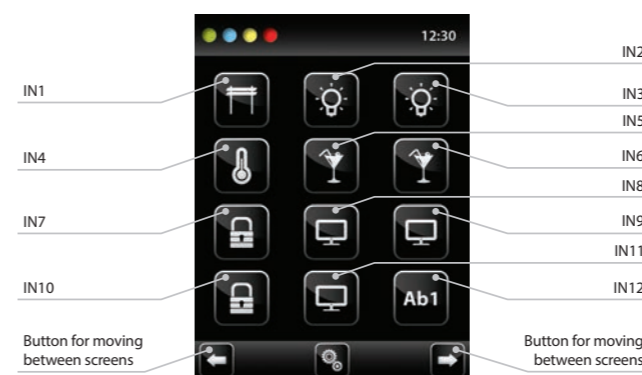 12:30
IN1
IN2
IN3
IN4
IN5
IN6
IN7
IN8
IN9
IN10
IN11
IN12
Ab1
Button for moving
between screens
Button for moving
between screens